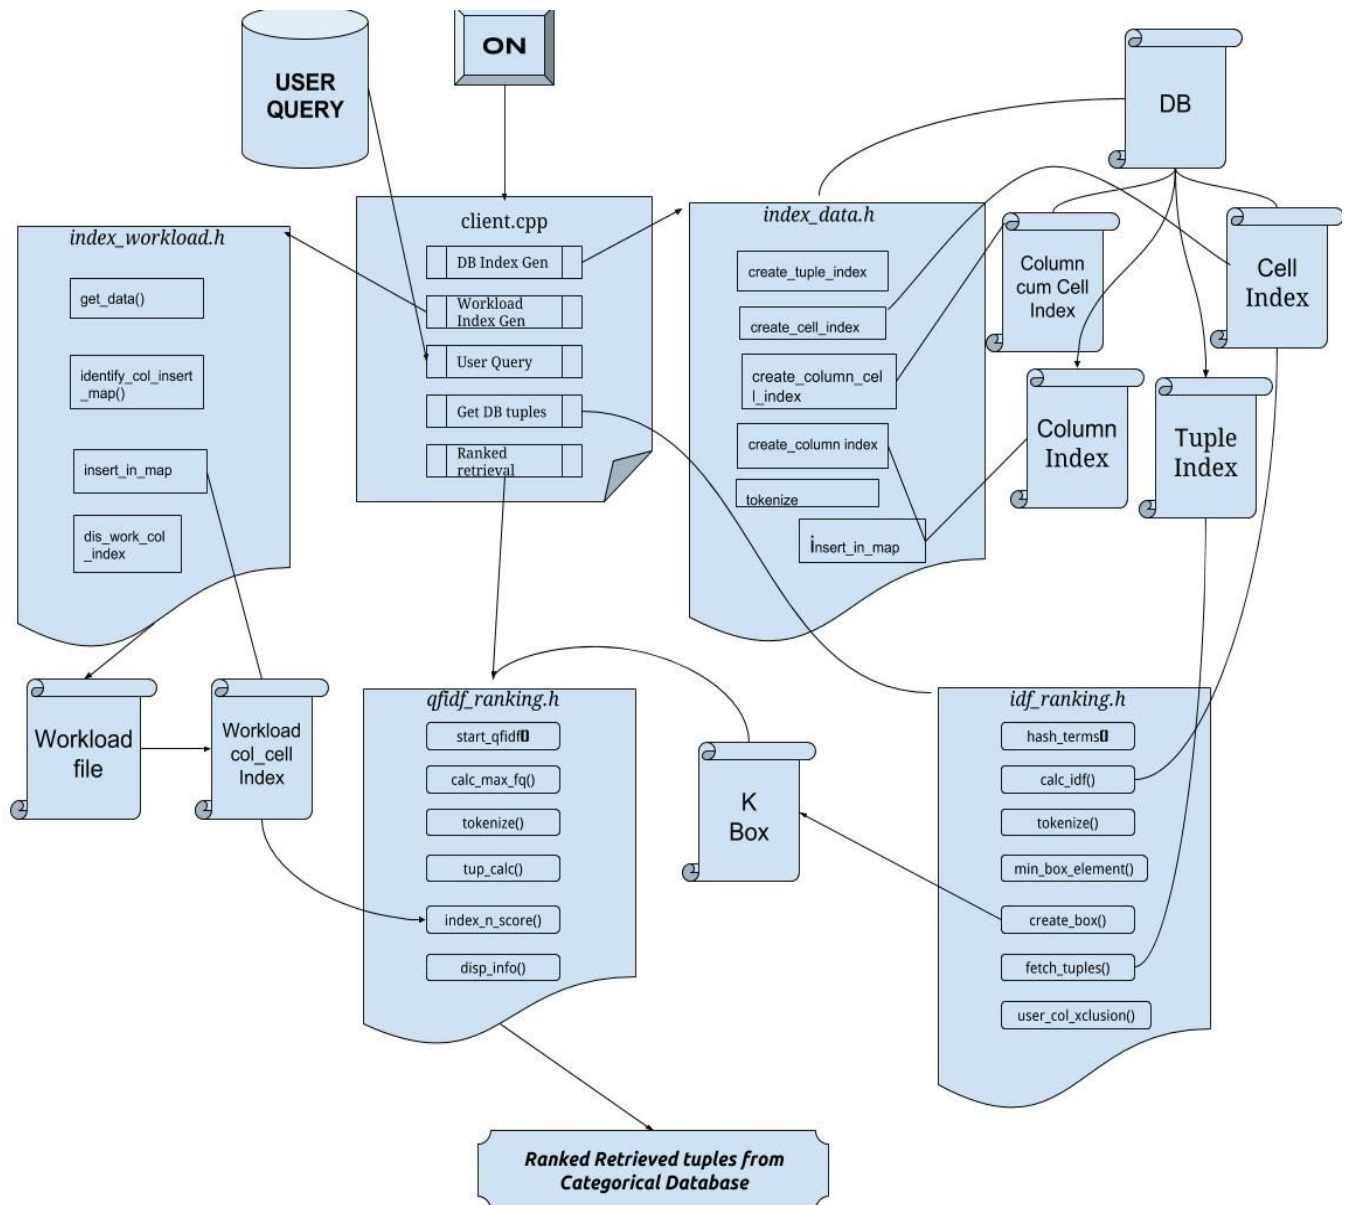 USER
QUERY
ON
DB
client.cpp
DB Index Gen
Workload
Index Gen
User Query
Get DB tuples
Ranked
retrieval
index_workload.h
get_data()
identify_col_insert
_map()
insert_in_map
dis_work_col
_index
index_data.h
create_tuple_index
create_cell_index
create_column_cel
l_index
create_column index
tokenize
insert_in_map
Column
cum Cell
Index
Cell
Index
Column
Index
Tuple
Index
Workload
file
Workload
col_cell
Index
qfidf_ranking.h
start_qfidf()
calc_max_fq()
tokenize()
tup_calc()
index_n_score()
disp_info()
K
Box
idf_ranking.h
hash_terms()
calc_idf()
tokenize()
min_box_element()
create_box()
fetch_tuples()
user_col_xclusion()
Ranked Retrieved tuples from
Categorical Database